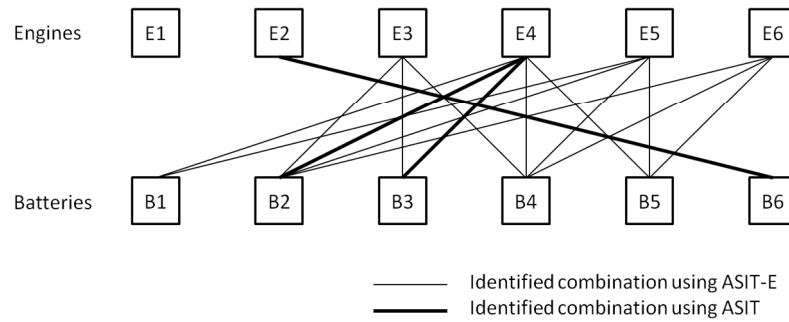 Engines E1 E2 E3 E4 E5 E6
Batteries B1 B2 B3 B4 B5 B6
Identified combination using ASIT-E
Identified combination using ASIT